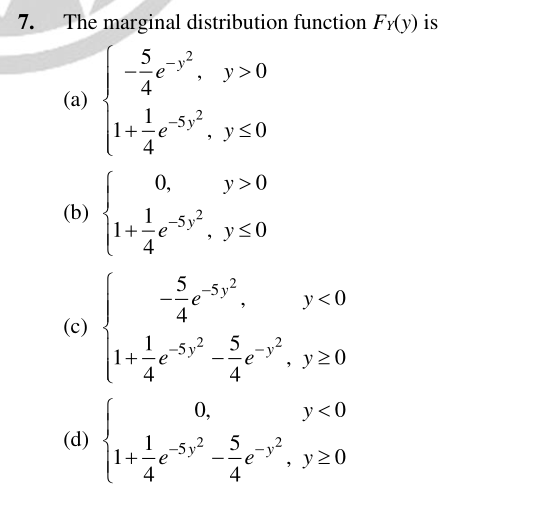 7. The marginal distribution function F_Y(y) is
(a) { -5/4 e^{-y^2}, y > 0
1 + 1/4 e^{-5y^2}, y ≤ 0
(b) { 0, y > 0
1 + 1/4 e^{-5y^2}, y ≤ 0
(c) { -5/4 e^{-5y^2}, y < 0
1 + 1/4 e^{-5y^2} - 5/4 e^{-y^2}, y ≥ 0
(d) { 0, y < 0
1 + 1/4 e^{-5y^2} - 5/4 e^{-y^2}, y ≥ 0